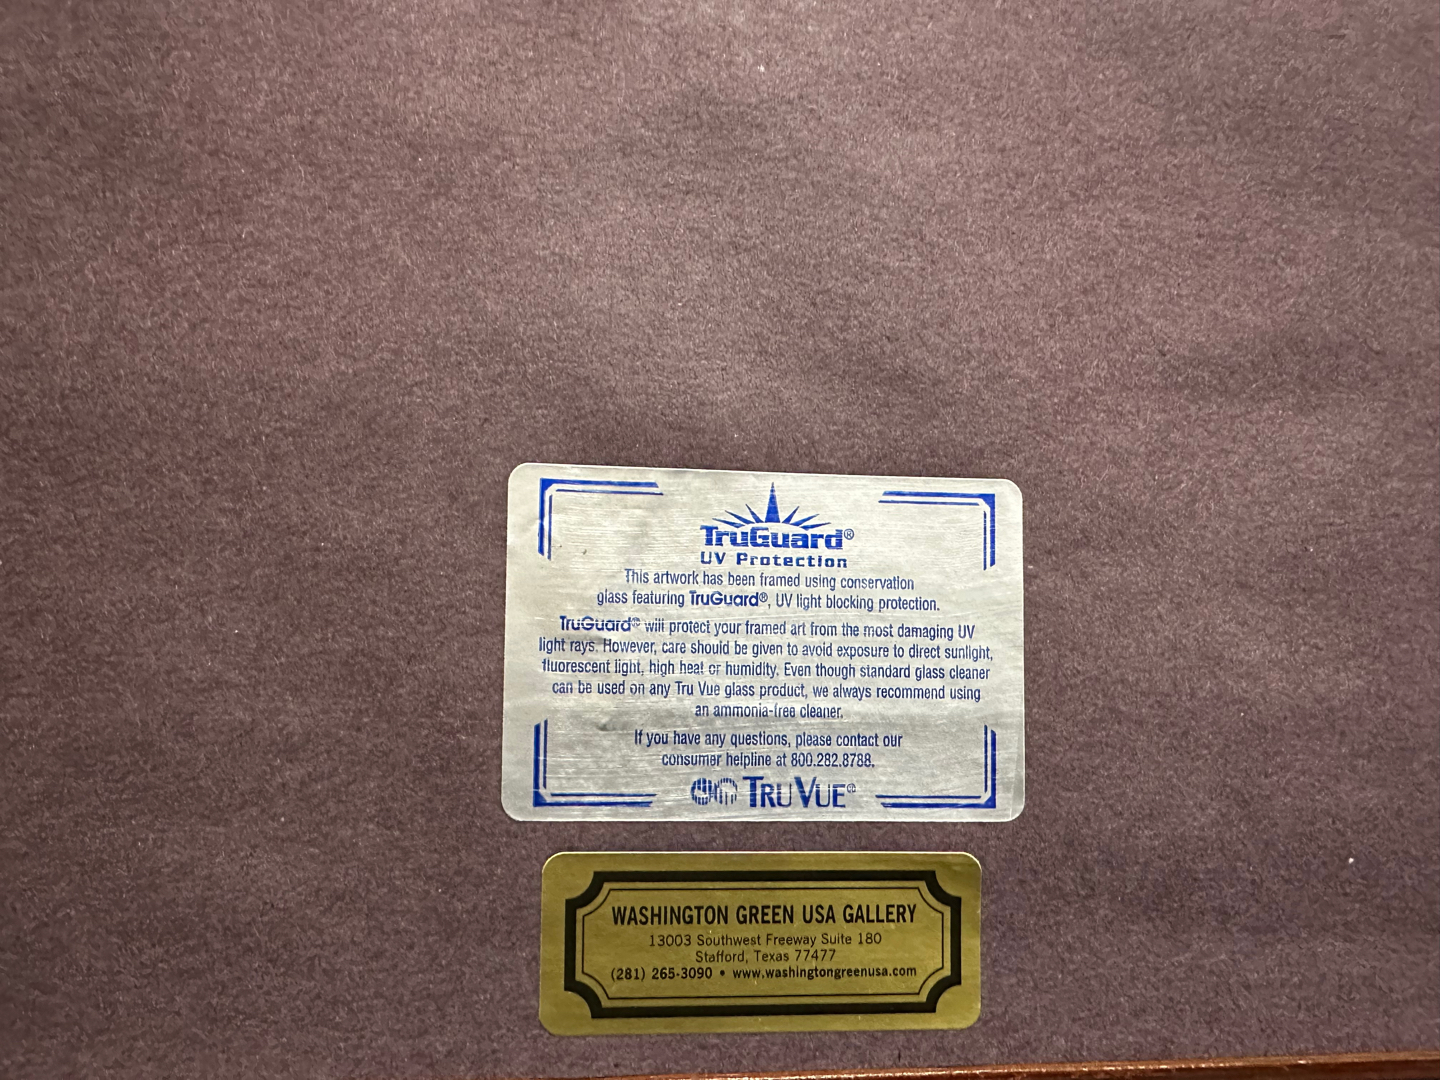 TruGuard®
UV Protection
This artwork has been framed using conservation
glass featuring TruGuard®, UV light blocking protection.
TruGuard® will protect your framed art from the most damaging UV
light rays. However, care should be given to avoid exposure to direct sunlight,
fluorescent light, high heat or humidity. Even though standard glass cleaner
can be used on any Tru Vue glass product, we always recommend using
an ammonia-free cleaner.
If you have any questions, please contact our
consumer helpline at 800.282.8788.
TRU VUE®
WASHINGTON GREEN USA GALLERY
13003 Southwest Freeway Suite 180
Stafford, Texas 77477
(281) 265-3090 • www.washingtongreenusa.com